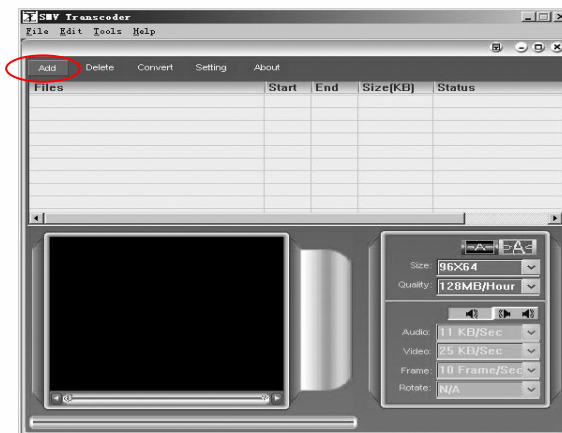 SMV Transcoder
File Edit Tools Help
Add Delete Convert Setting About
Files Start End Size[KB] Status
A A
Size: 96X64
Quality: 128MB/Hour
Audio: 11 KB/Sec
Video: 25 KB/Sec
Frame: 10 Frame/Sec
Rotate: N/A